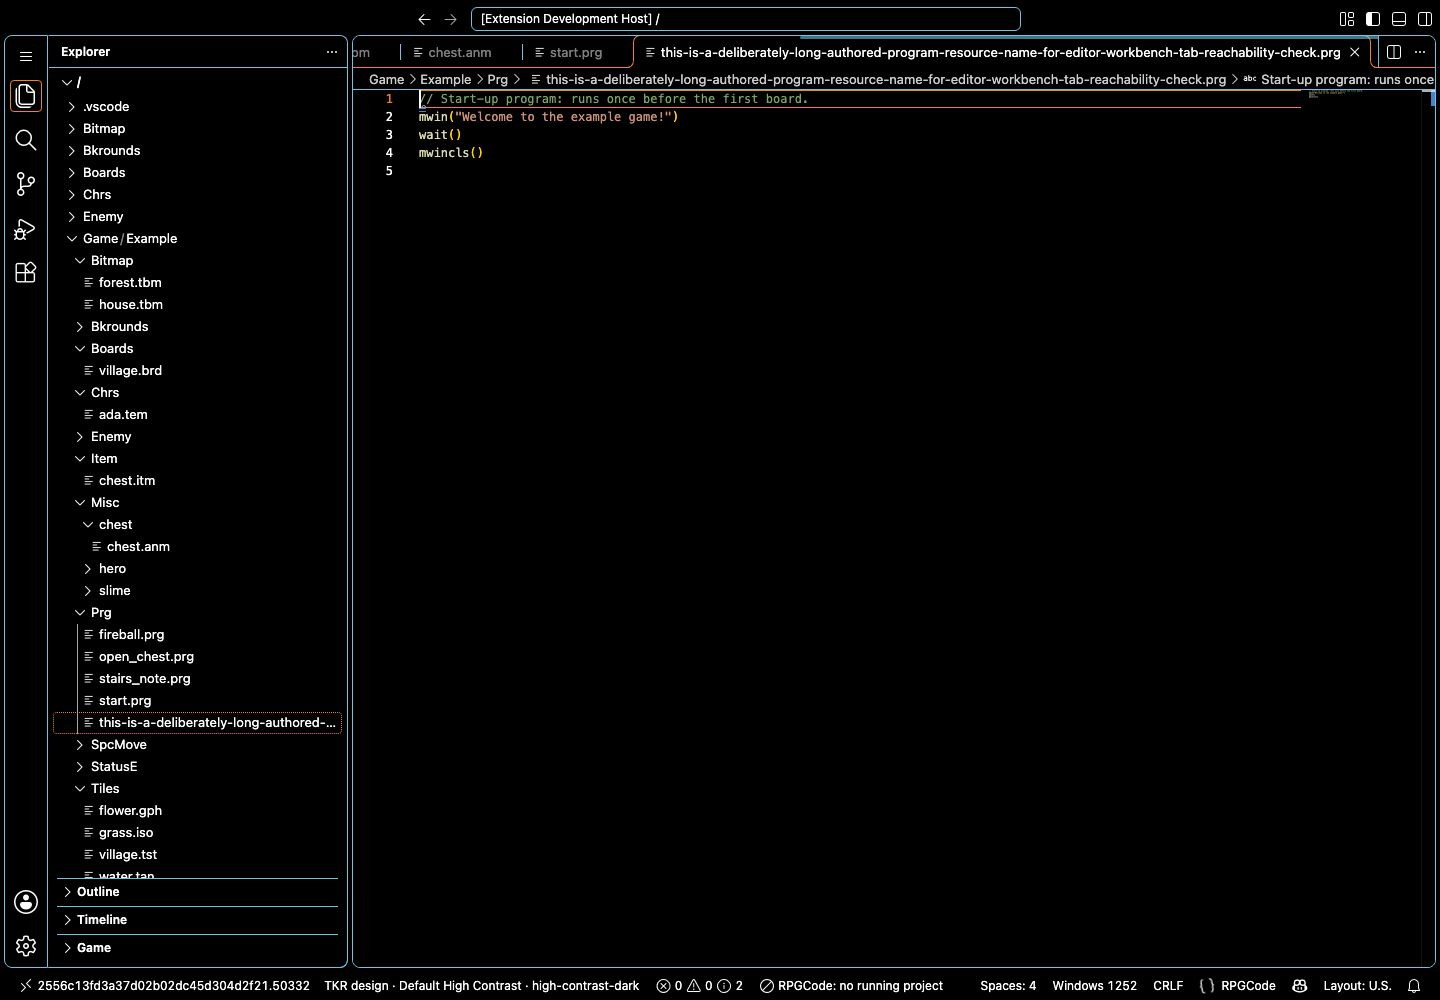 [Extension Development Host] /
Explorer
/
.vscode
Bitmap
Bkrounds
Boards
Chrs
Enemy
Game/Example
Bitmap
forest.tbm
house.tbm
Bkrounds
Boards
village.brd
Chrs
ada.tem
Enemy
Item
chest.itm
Misc
chest
chest.anm
hero
slime
Prg
fireball.prg
open_chest.prg
stairs_note.prg
start.prg
this-is-a-deliberately-long-authored-...
SpcMove
StatusE
Tiles
flower.gph
grass.iso
village.tst
water.tan
Outline
Timeline
Game
chest.anm
start.prg
this-is-a-deliberately-long-authored-program-resource-name-for-editor-workbench-tab-reachability-check.prg
Game > Example > Prg > this-is-a-deliberately-long-authored-program-resource-name-for-editor-workbench-tab-reachability-check.prg > abc Start-up program: runs once
1 // Start-up program: runs once before the first board.
2 mwin("Welcome to the example game!")
3 wait()
4 mwincls()
5
2556c13fd3a37d02b02dc45d304d2f21.50332 TKR design · Default High Contrast · high-contrast-dark 0 0 2 RPGCode: no running project Spaces: 4 Windows 1252 CRLF { } RPGCode Layout: U.S.